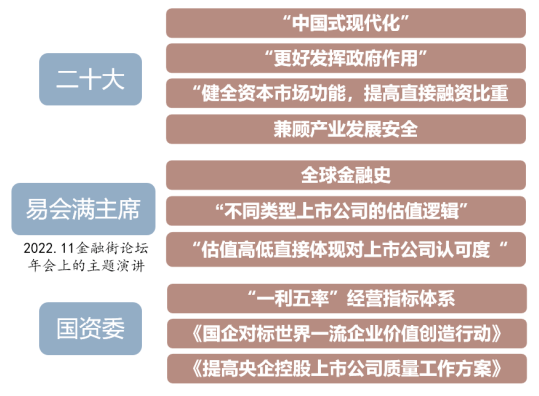 二十大
“中国式现代化”
“更好发挥政府作用”
“健全资本市场功能，提高直接融资比重
兼顾产业发展安全
易会满主席
2022.11金融街论坛
年会上的主题演讲
全球金融史
“不同类型上市公司的估值逻辑”
“估值高低直接体现对上市公司认可度“
国资委
“一利五率”经营指标体系
《国企对标世界一流企业价值创造行动》
《提高央企控股上市公司质量工作方案》